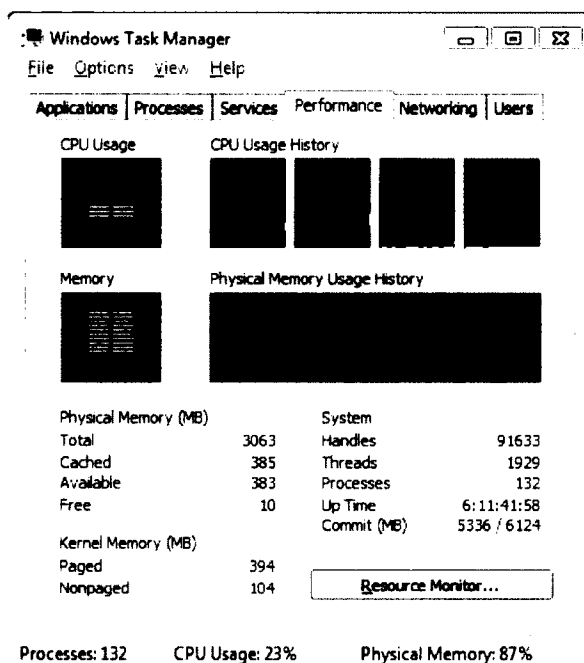 Windows Task Manager
File Options View Help
Applications Processes Services Performance Networking Users
CPU Usage CPU Usage History
Memory Physical Memory Usage History
Physical Memory (MB) System
Total 3063 Handles 91633
Cached 385 Threads 1929
Available 383 Processes 132
Free 10 Up Time 6:11:41:58
Commit (MB) 5336 / 6124
Kernel Memory (MB)
Paged 394
Nonpaged 104 Resource Monitor...
Processes: 132 CPU Usage: 23% Physical Memory: 87%